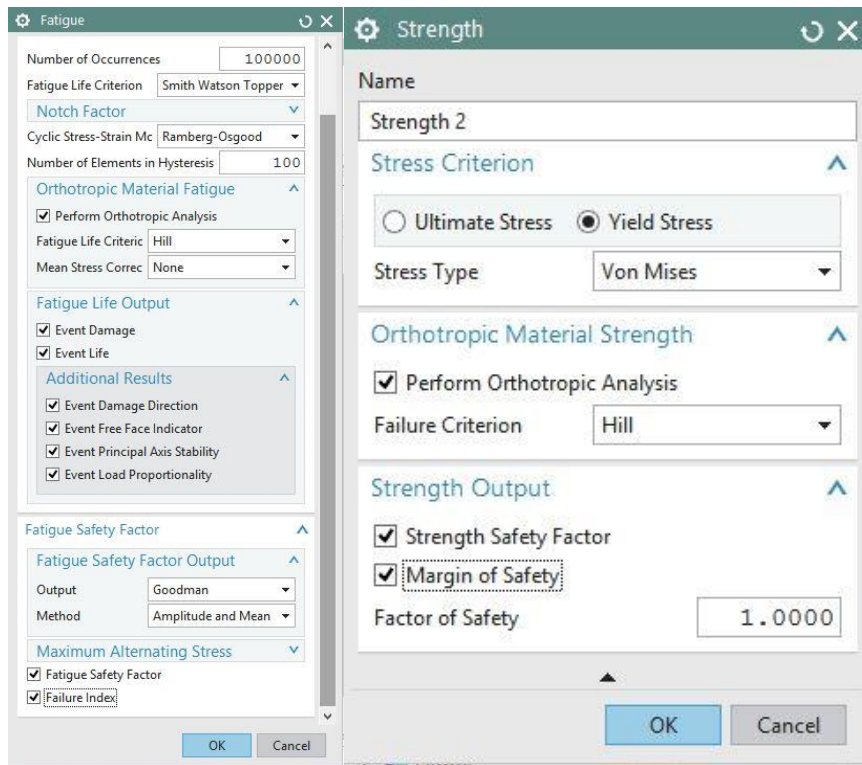 Fatigue
Number of Occurrences 100000
Fatigue Life Criterion Smith Watson Topper
Notch Factor
Cyclic Stress-Strain Mc Ramberg-Osgood
Number of Elements in Hysteresis 100
Orthotropic Material Fatigue
Perform Orthotropic Analysis
Fatigue Life Criteric Hill
Mean Stress Correc None
Fatigue Life Output
Event Damage
Event Life
Additional Results
Event Damage Direction
Event Free Face Indicator
Event Principal Axis Stability
Event Load Proportionality
Fatigue Safety Factor
Fatigue Safety Factor Output
Output Goodman
Method Amplitude and Mean
Maximum Alternating Stress
Fatigue Safety Factor
Failure Index
OK Cancel
Strength
Name
Strength 2
Stress Criterion
Ultimate Stress Yield Stress
Stress Type Von Mises
Orthotropic Material Strength
Perform Orthotropic Analysis
Failure Criterion Hill
Strength Output
Strength Safety Factor
Margin of Safety
Factor of Safety 1.0000
OK Cancel